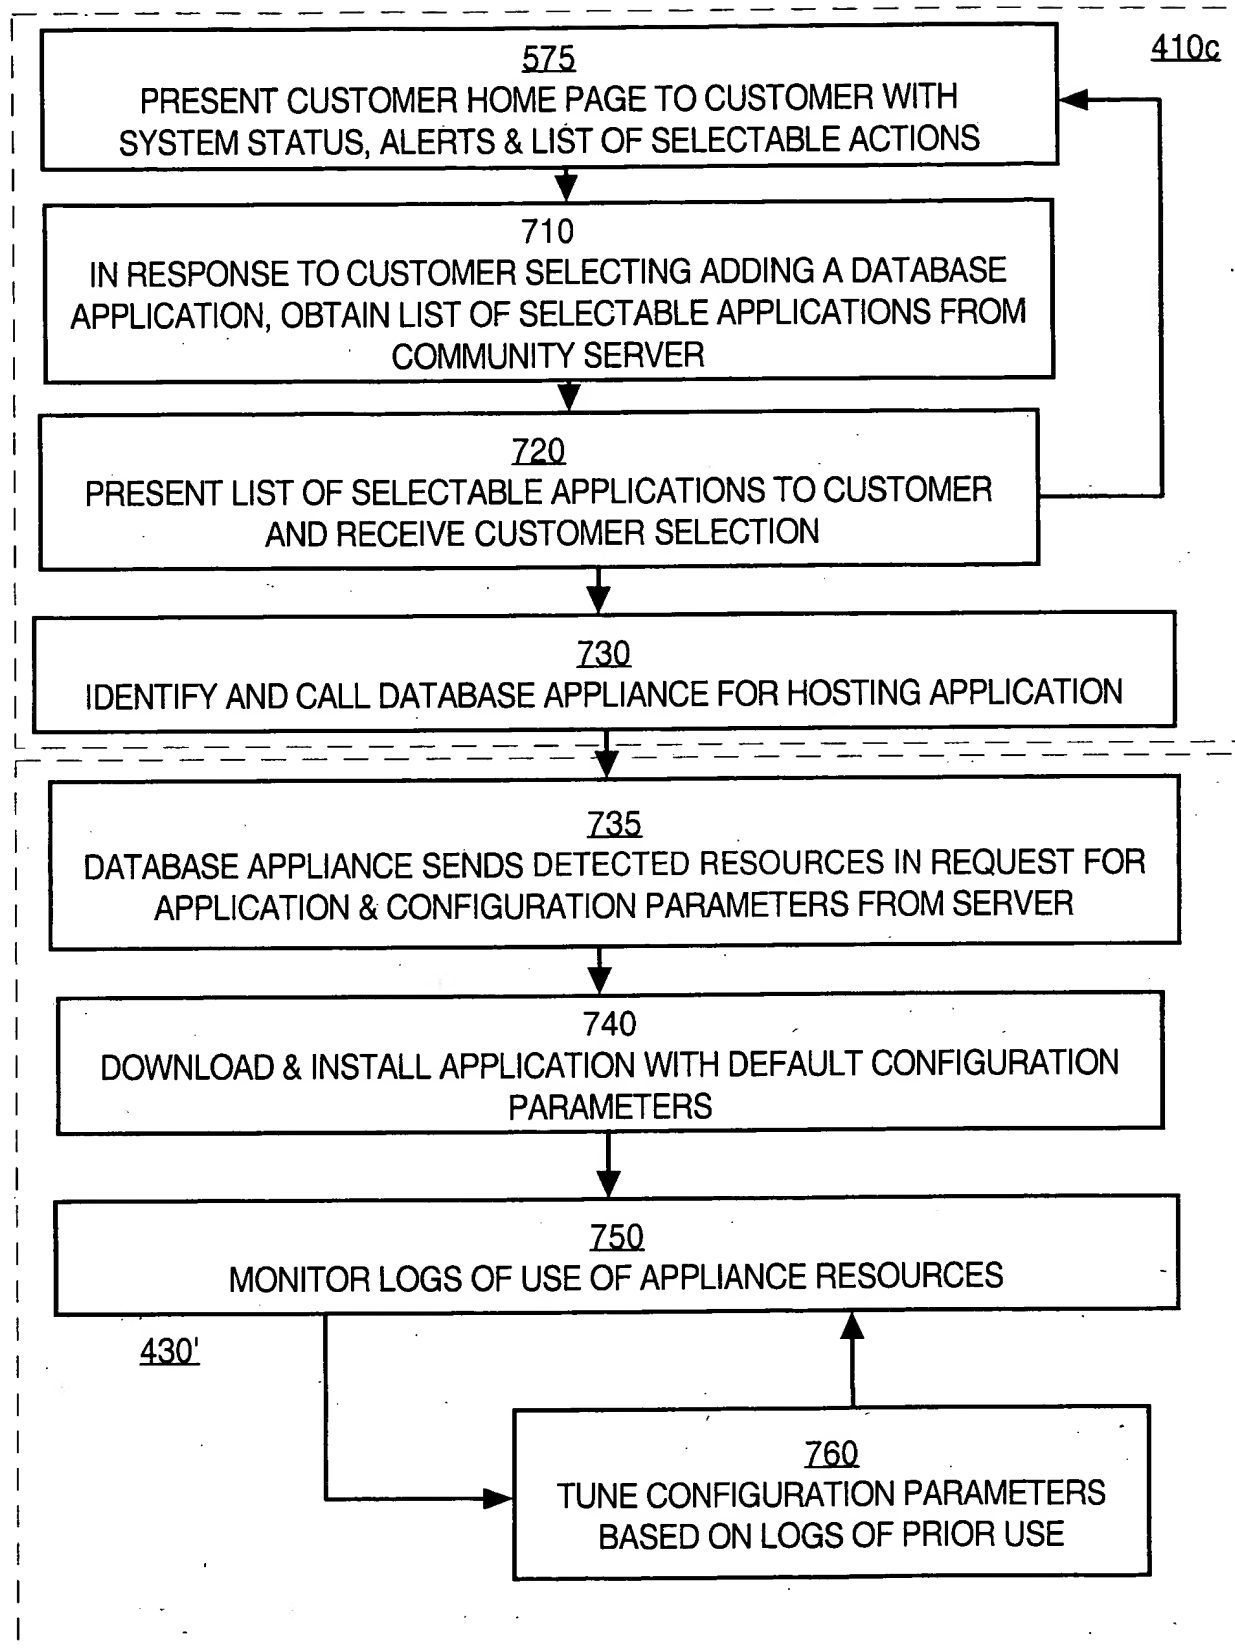 410c
575
PRESENT CUSTOMER HOME PAGE TO CUSTOMER WITH
SYSTEM STATUS, ALERTS & LIST OF SELECTABLE ACTIONS
710
IN RESPONSE TO CUSTOMER SELECTING ADDING A DATABASE
APPLICATION, OBTAIN LIST OF SELECTABLE APPLICATIONS FROM
COMMUNITY SERVER
720
PRESENT LIST OF SELECTABLE APPLICATIONS TO CUSTOMER
AND RECEIVE CUSTOMER SELECTION
730
IDENTIFY AND CALL DATABASE APPLIANCE FOR HOSTING APPLICATION
735
DATABASE APPLIANCE SENDS DETECTED RESOURCES IN REQUEST FOR
APPLICATION & CONFIGURATION PARAMETERS FROM SERVER
740
DOWNLOAD & INSTALL APPLICATION WITH DEFAULT CONFIGURATION
PARAMETERS
750
MONITOR LOGS OF USE OF APPLIANCE RESOURCES
430'
760
TUNE CONFIGURATION PARAMETERS
BASED ON LOGS OF PRIOR USE